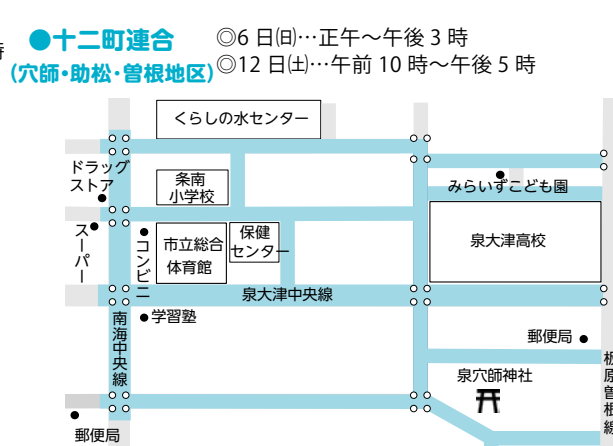 時
●十二町連合
(穴師・助松・曽根地区)
◎6日㈰…正午〜午後3時
◎12日㈯…午前10時〜午後5時
くらしの水センター
ドラッグ
ストア
条南
小学校
みらいずこども園
スーパー
コンビニ
市立総合
体育館
保健
センター
泉大津高校
泉大津中央線
南海中央線
学習塾
郵便局
泉穴師神社
板原曽根線
郵便局